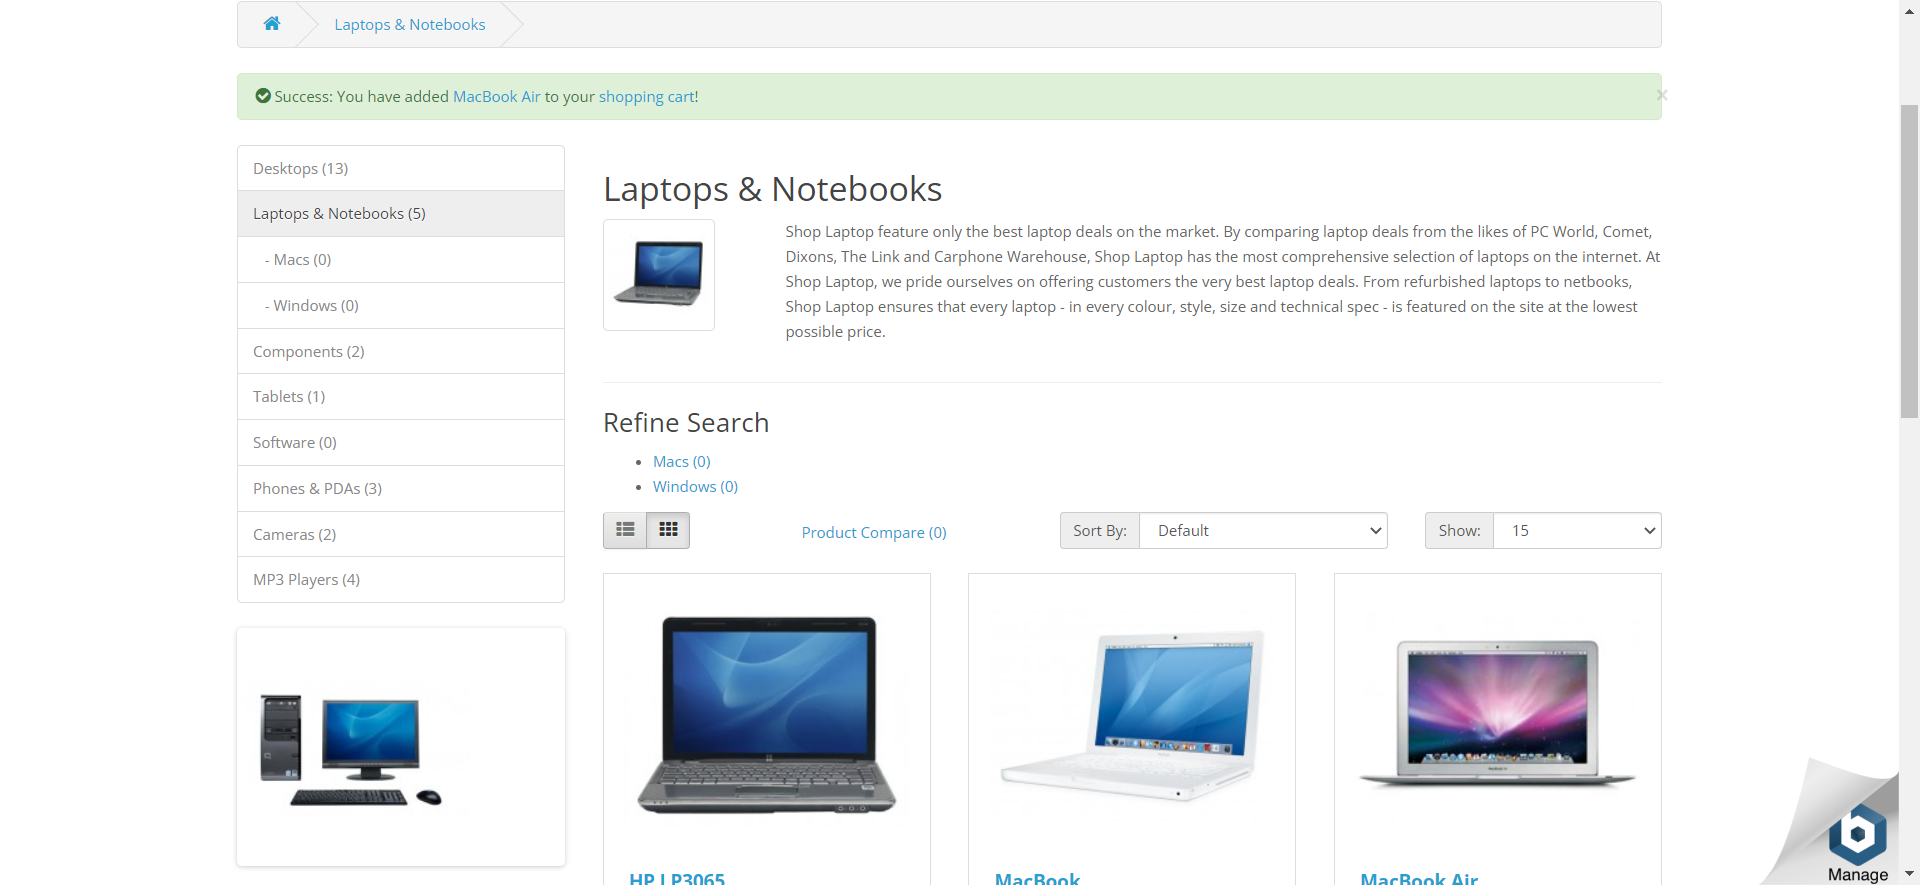 Laptops & Notebooks
Success: You have added MacBook Air to your shopping cart!
×
Desktops (13)
Laptops & Notebooks (5)
- Macs (0)
- Windows (0)
Components (2)
Tablets (1)
Software (0)
Phones & PDAs (3)
Cameras (2)
MP3 Players (4)
Laptops & Notebooks
Shop Laptop feature only the best laptop deals on the market. By comparing laptop deals from the likes of PC World, Comet,
Dixons, The Link and Carphone Warehouse, Shop Laptop has the most comprehensive selection of laptops on the internet. At
Shop Laptop, we pride ourselves on offering customers the very best laptop deals. From refurbished laptops to netbooks,
Shop Laptop ensures that every laptop - in every colour, style, size and technical spec - is featured on the site at the lowest
possible price.
Refine Search
Macs (0)
Windows (0)
Product Compare (0)
Sort By: Default
Show: 15
HP LP3065
MacBook
MacBook Air
Manage